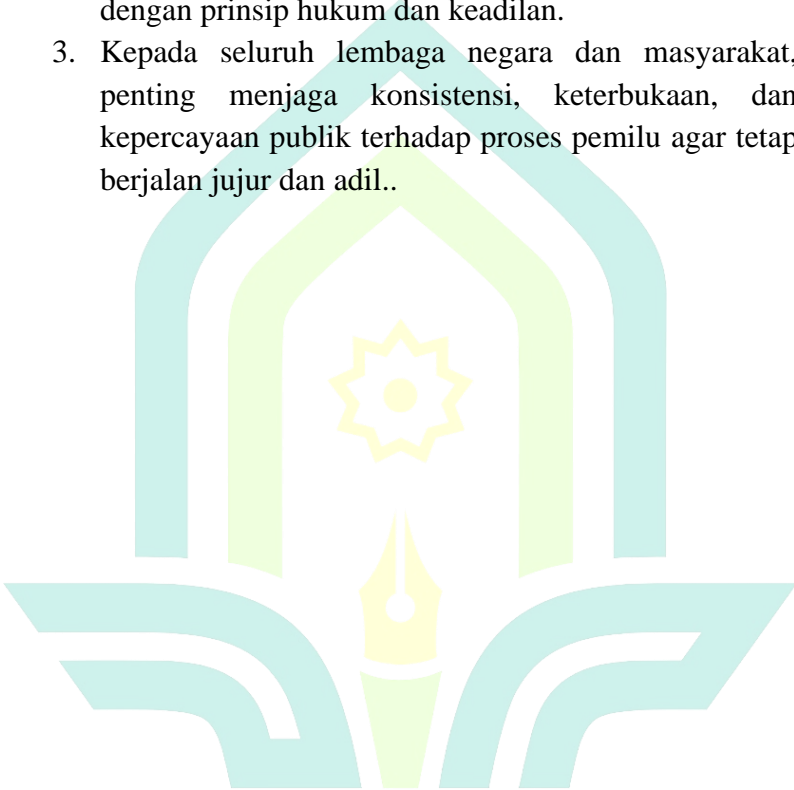 dengan prinsip hukum dan keadilan.
3. Kepada seluruh lembaga negara dan masyarakat,
penting menjaga konsistensi, keterbukaan, dan
kepercayaan publik terhadap proses pemilu agar tetap
berjalan jujur dan adil..